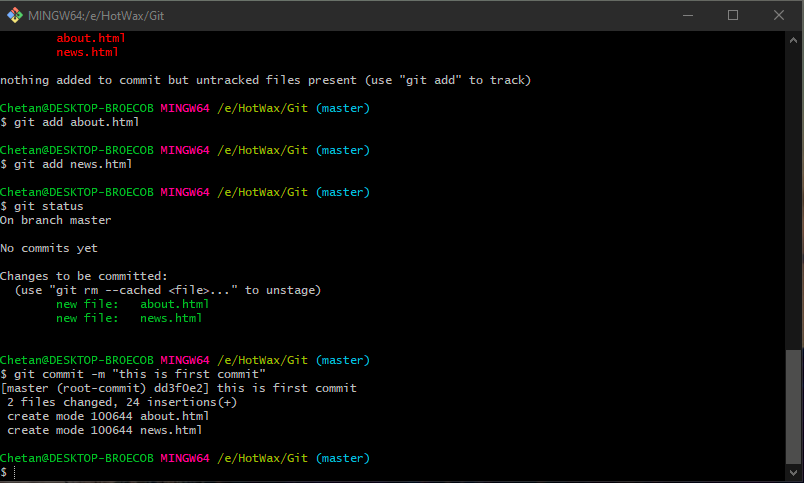 MINGW64:/e/HotWax/Git
about.html
news.html
nothing added to commit but untracked files present (use "git add" to track)
Chetan@DESKTOP-BROECOB MINGW64 /e/HotWax/Git (master)
$ git add about.html
Chetan@DESKTOP-BROECOB MINGW64 /e/HotWax/Git (master)
$ git add news.html
Chetan@DESKTOP-BROECOB MINGW64 /e/HotWax/Git (master)
$ git status
On branch master
No commits yet
Changes to be committed:
(use "git rm --cached <file>..." to unstage)
new file:   about.html
new file:   news.html
Chetan@DESKTOP-BROECOB MINGW64 /e/HotWax/Git (master)
$ git commit -m "this is first commit"
[master (root-commit) dd3f0e2] this is first commit
2 files changed, 24 insertions(+)
create mode 100644 about.html
create mode 100644 news.html
Chetan@DESKTOP-BROECOB MINGW64 /e/HotWax/Git (master)
$